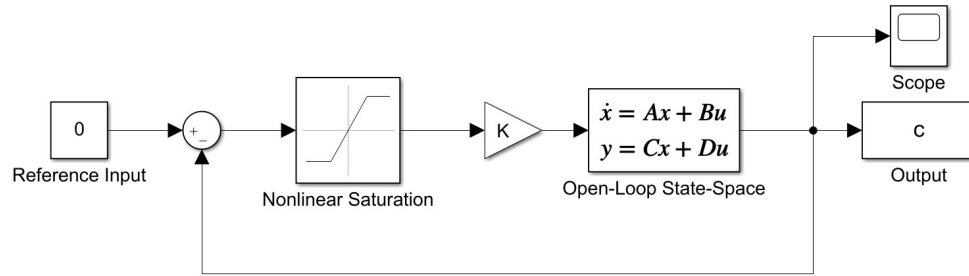 Scope
0
+
−
K
ẋ = Ax + Bu
y = Cx + Du
c
Reference Input
Nonlinear Saturation
Open-Loop State-Space
Output